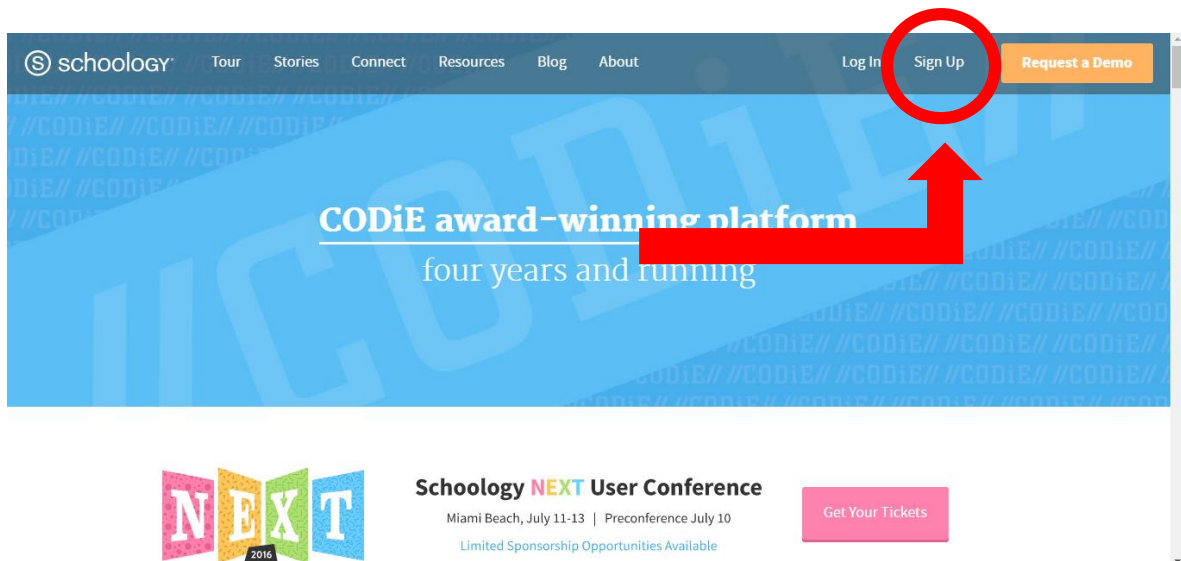 S schoology
Tour Stories Connect Resources Blog About Log In Sign Up Request a Demo
CODiE award-winning platform
four years and running
//CODiE//
Schoology NEXT User Conference
NEXT
2016
Miami Beach, July 11-13 | Preconference July 10
Limited Sponsorship Opportunities Available
Get Your Tickets